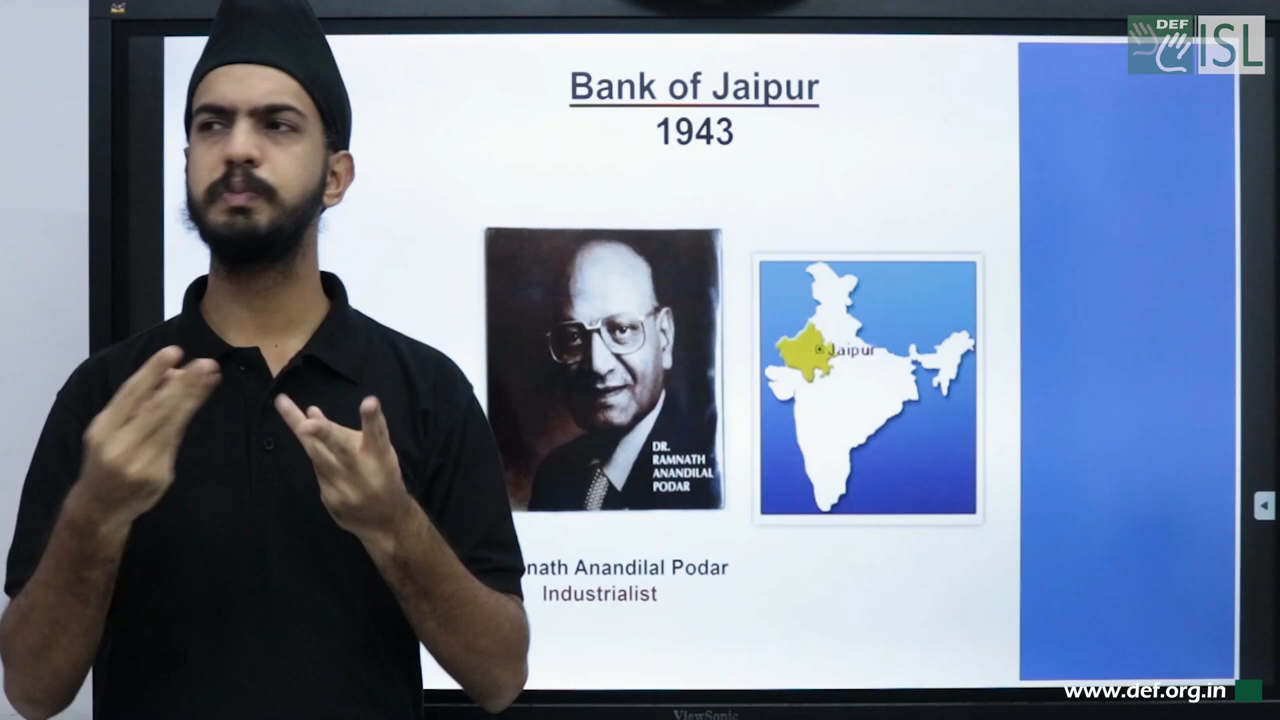 DEF
ISL
Bank of Jaipur
1943
Jaipur
DR.
RAMNATH
ANANDILAL
PODAR
nath Anandilal Podar
Industrialist
www.def.org.in
ViewSonic